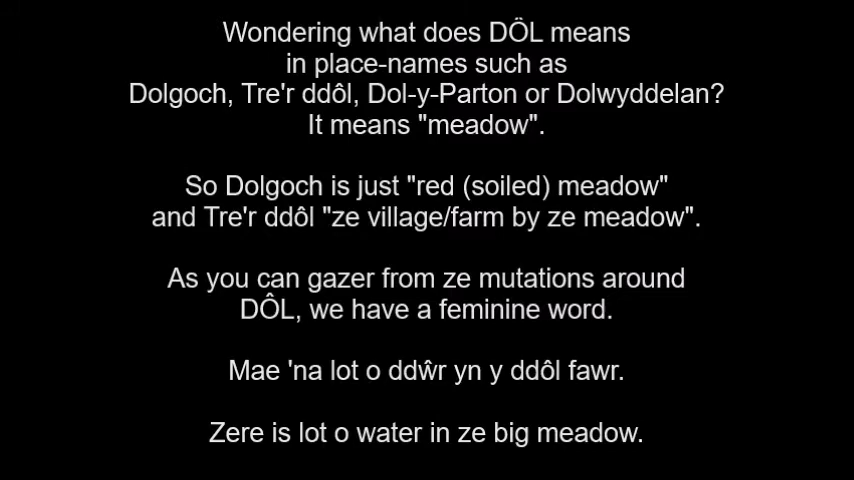 Wondering what does DÔL means
in place-names such as
Dolgoch, Tre'r ddôl, Dol-y-Parton or Dolwyddelan?
It means "meadow".
So Dolgoch is just "red (soiled) meadow"
and Tre'r ddôl "ze village/farm by ze meadow".
As you can gazer from ze mutations around
DÔL, we have a feminine word.
Mae 'na lot o ddŵr yn y ddôl fawr.
Zere is lot o water in ze big meadow.